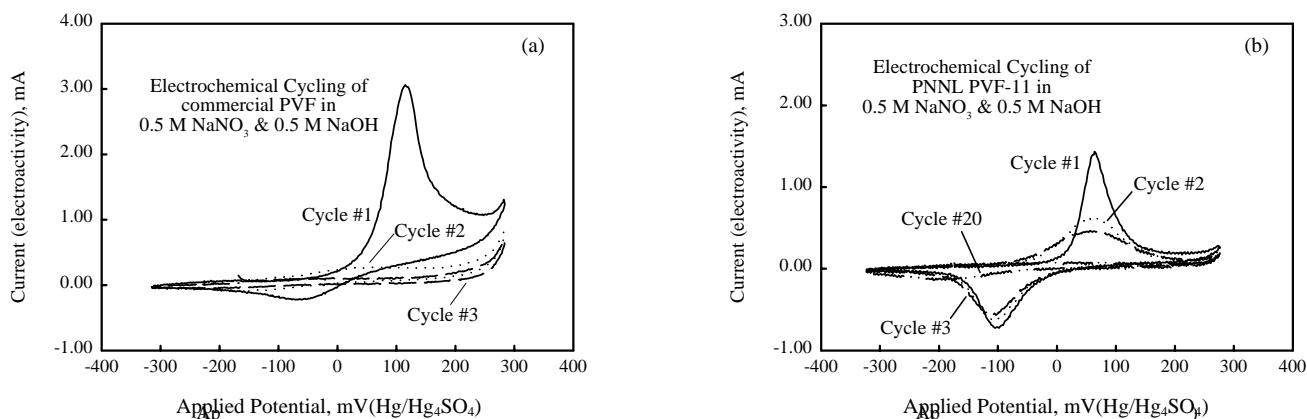 4.00
3.00
2.00
1.00
0.00
-1.00
Current (electroactivity), mA
(a)
Electrochemical Cycling of
commercial PVF in
0.5 M NaNO₃ & 0.5 M NaOH
Cycle #1
Cycle #2
Cycle #3
-400 -300 -200 -100 0 100 200 300 400
Applied Potential, mV(Hg/Hg₄SO₄)
Ap
3.00
2.00
1.00
0.00
-1.00
Current (electroactivity), mA
(b)
Electrochemical Cycling of
PNNL PVF-11 in
0.5 M NaNO₃ & 0.5 M NaOH
Cycle #1
Cycle #2
Cycle #20
Cycle #3
-400 -300 -200 -100 0 100 200 300 400
Applied Potential, mV(Hg/Hg₄SO₄)
Ap